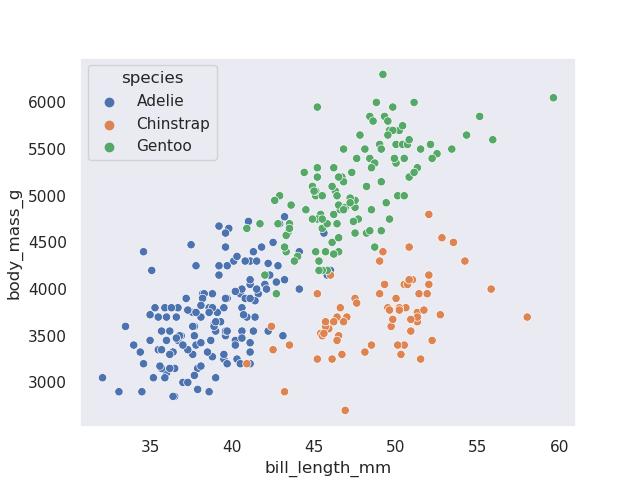 species
Adelie
Chinstrap
Gentoo
6000
5500
5000
4500
4000
3500
3000
body_mass_g
35 40 45 50 55 60
bill_length_mm